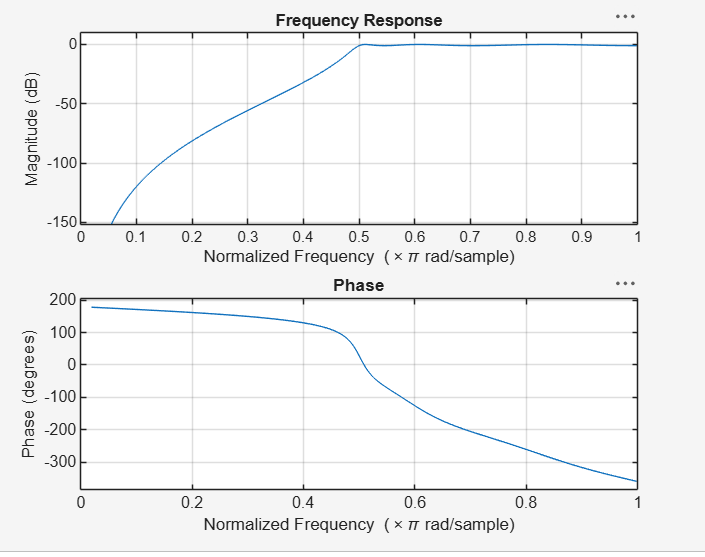 Frequency Response
0
-50
-100
-150
Magnitude (dB)
0 0.1 0.2 0.3 0.4 0.5 0.6 0.7 0.8 0.9 1
Normalized Frequency (× π rad/sample)
Phase
200
100
0
-100
-200
-300
Phase (degrees)
0 0.2 0.4 0.6 0.8 1
Normalized Frequency (× π rad/sample)